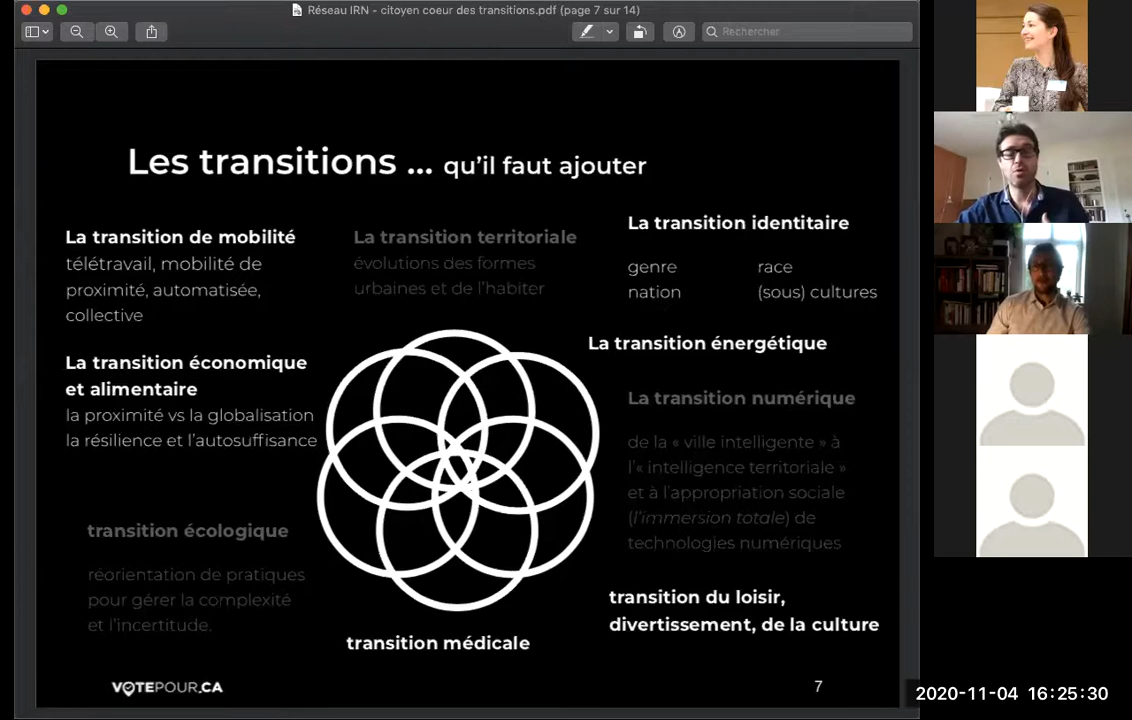 Réseau IRN - citoyen coeur des transitions.pdf (page 7 sur 14)
Rechercher
Les transitions ... qu'il faut ajouter
La transition de mobilité
télétravail, mobilité de
proximité, automatisée,
collective
La transition territoriale
évolutions des formes
urbaines et de l'habiter
La transition identitaire
genre race
nation (sous) cultures
La transition économique
et alimentaire
la proximité vs la globalisation
la résilience et l'autosuffisance
La transition énergétique
La transition numérique
de la « ville intelligente » à
l'« intelligence territoriale »
et à l'appropriation sociale
(l'immersion totale) de
technologies numériques
transition écologique
réorientation de pratiques
pour gérer la complexité
et l'incertitude.
transition du loisir,
divertissement, de la culture
transition médicale
VOTEPOUR.CA
7
2020-11-04 16:25:30